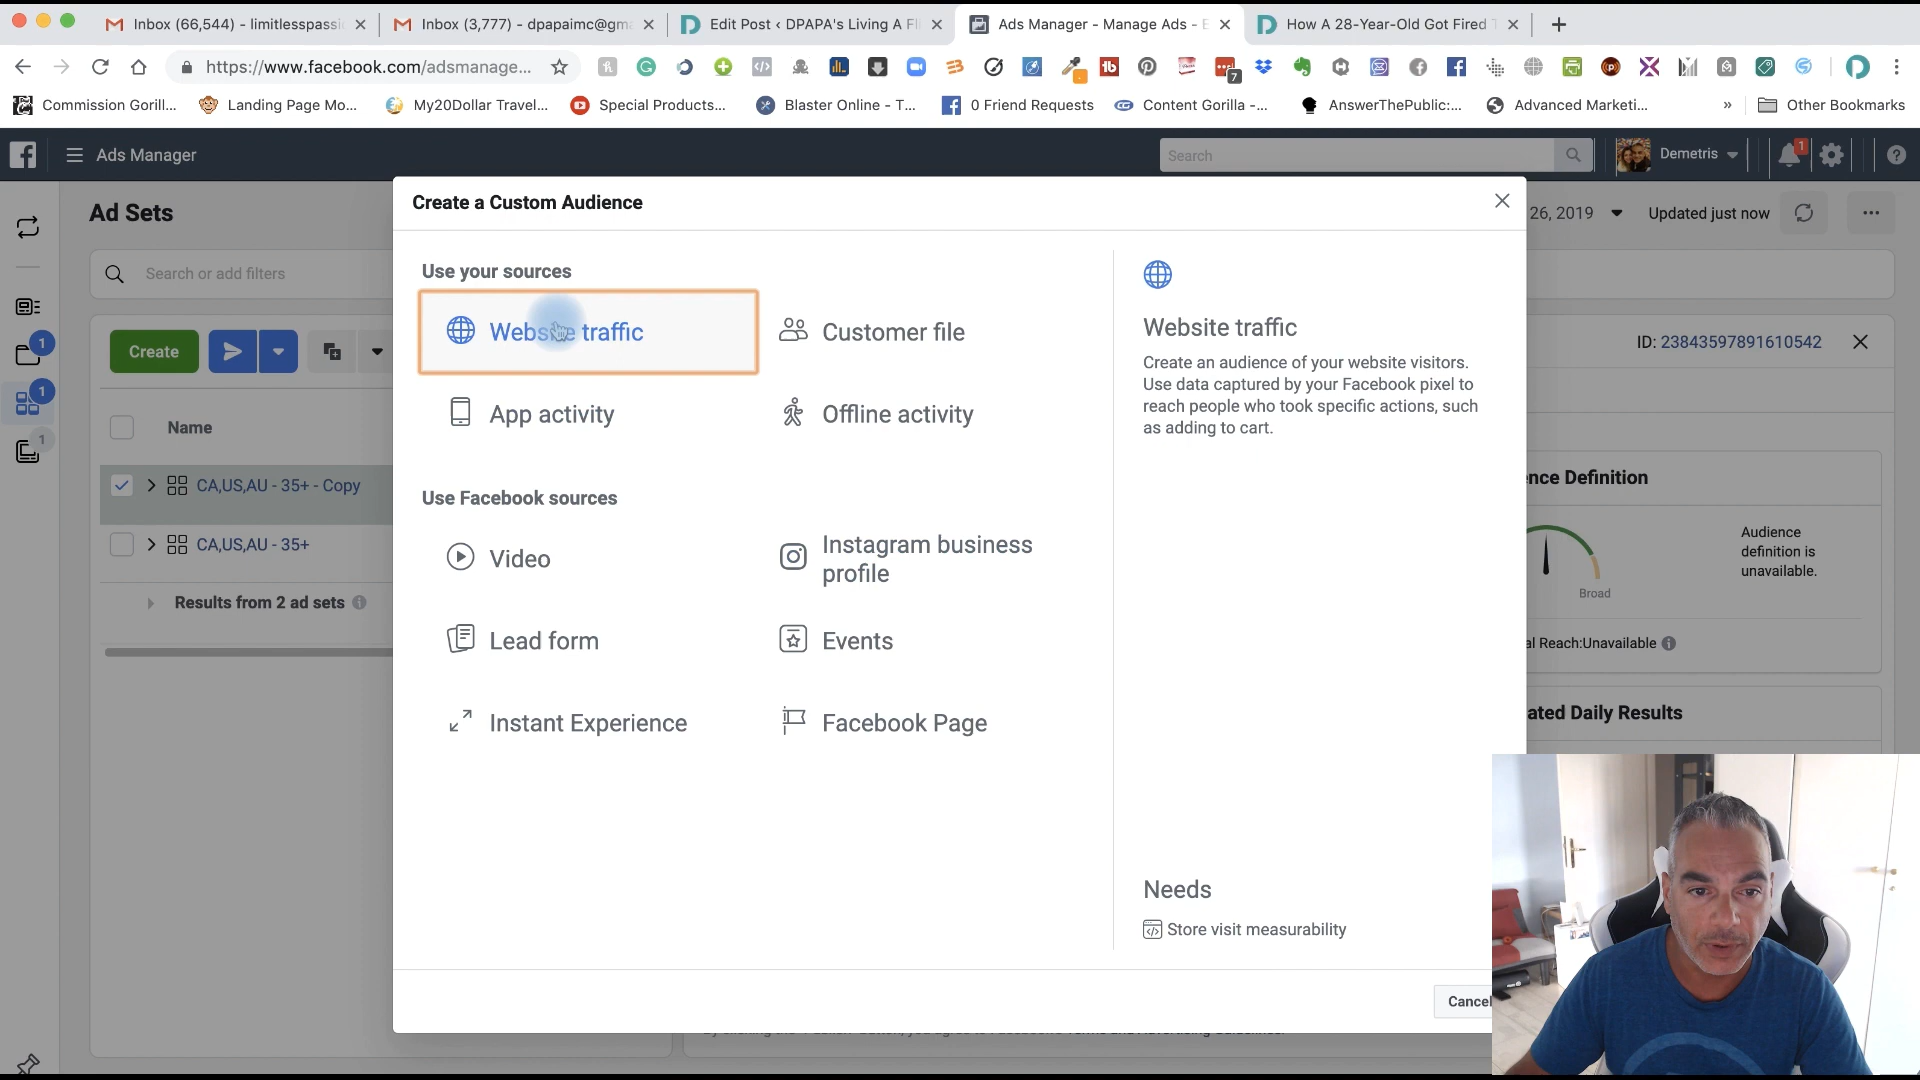 Inbox (66,544) - limitlesspassi
Inbox (3,777) - dpapaimc@gm
Edit Post ‹ DPAPA's Living A Fl
Ads Manager - Manage Ads - E
How A 28-Year-Old Got Fired T
https://www.facebook.com/adsmanage...
7
Commission Gorill...
Landing Page Mo...
My20Dollar Travel...
Special Products...
Blaster Online - T...
0 Friend Requests
Content Gorilla -...
AnswerThePublic:...
Advanced Marketi...
»
Other Bookmarks
Ads Manager
Search
Demetris
1
Ad Sets
Create a Custom Audience
26, 2019
Updated just now
Search or add filters
Use your sources
Website traffic
Customer file
App activity
Offline activity
Use Facebook sources
Video
Instagram business
profile
Lead form
Events
Instant Experience
Facebook Page
Website traffic
Create an audience of your website visitors.
Use data captured by your Facebook pixel to
reach people who took specific actions, such
as adding to cart.
Needs
Store visit measurability
Cancel
Create
1
1
1
Name
CA,US,AU - 35+ - Copy
CA,US,AU - 35+
Results from 2 ad sets
ID: 23843597891610542
nce Definition
Audience
definition is
unavailable.
Broad
al Reach:Unavailable
ated Daily Results